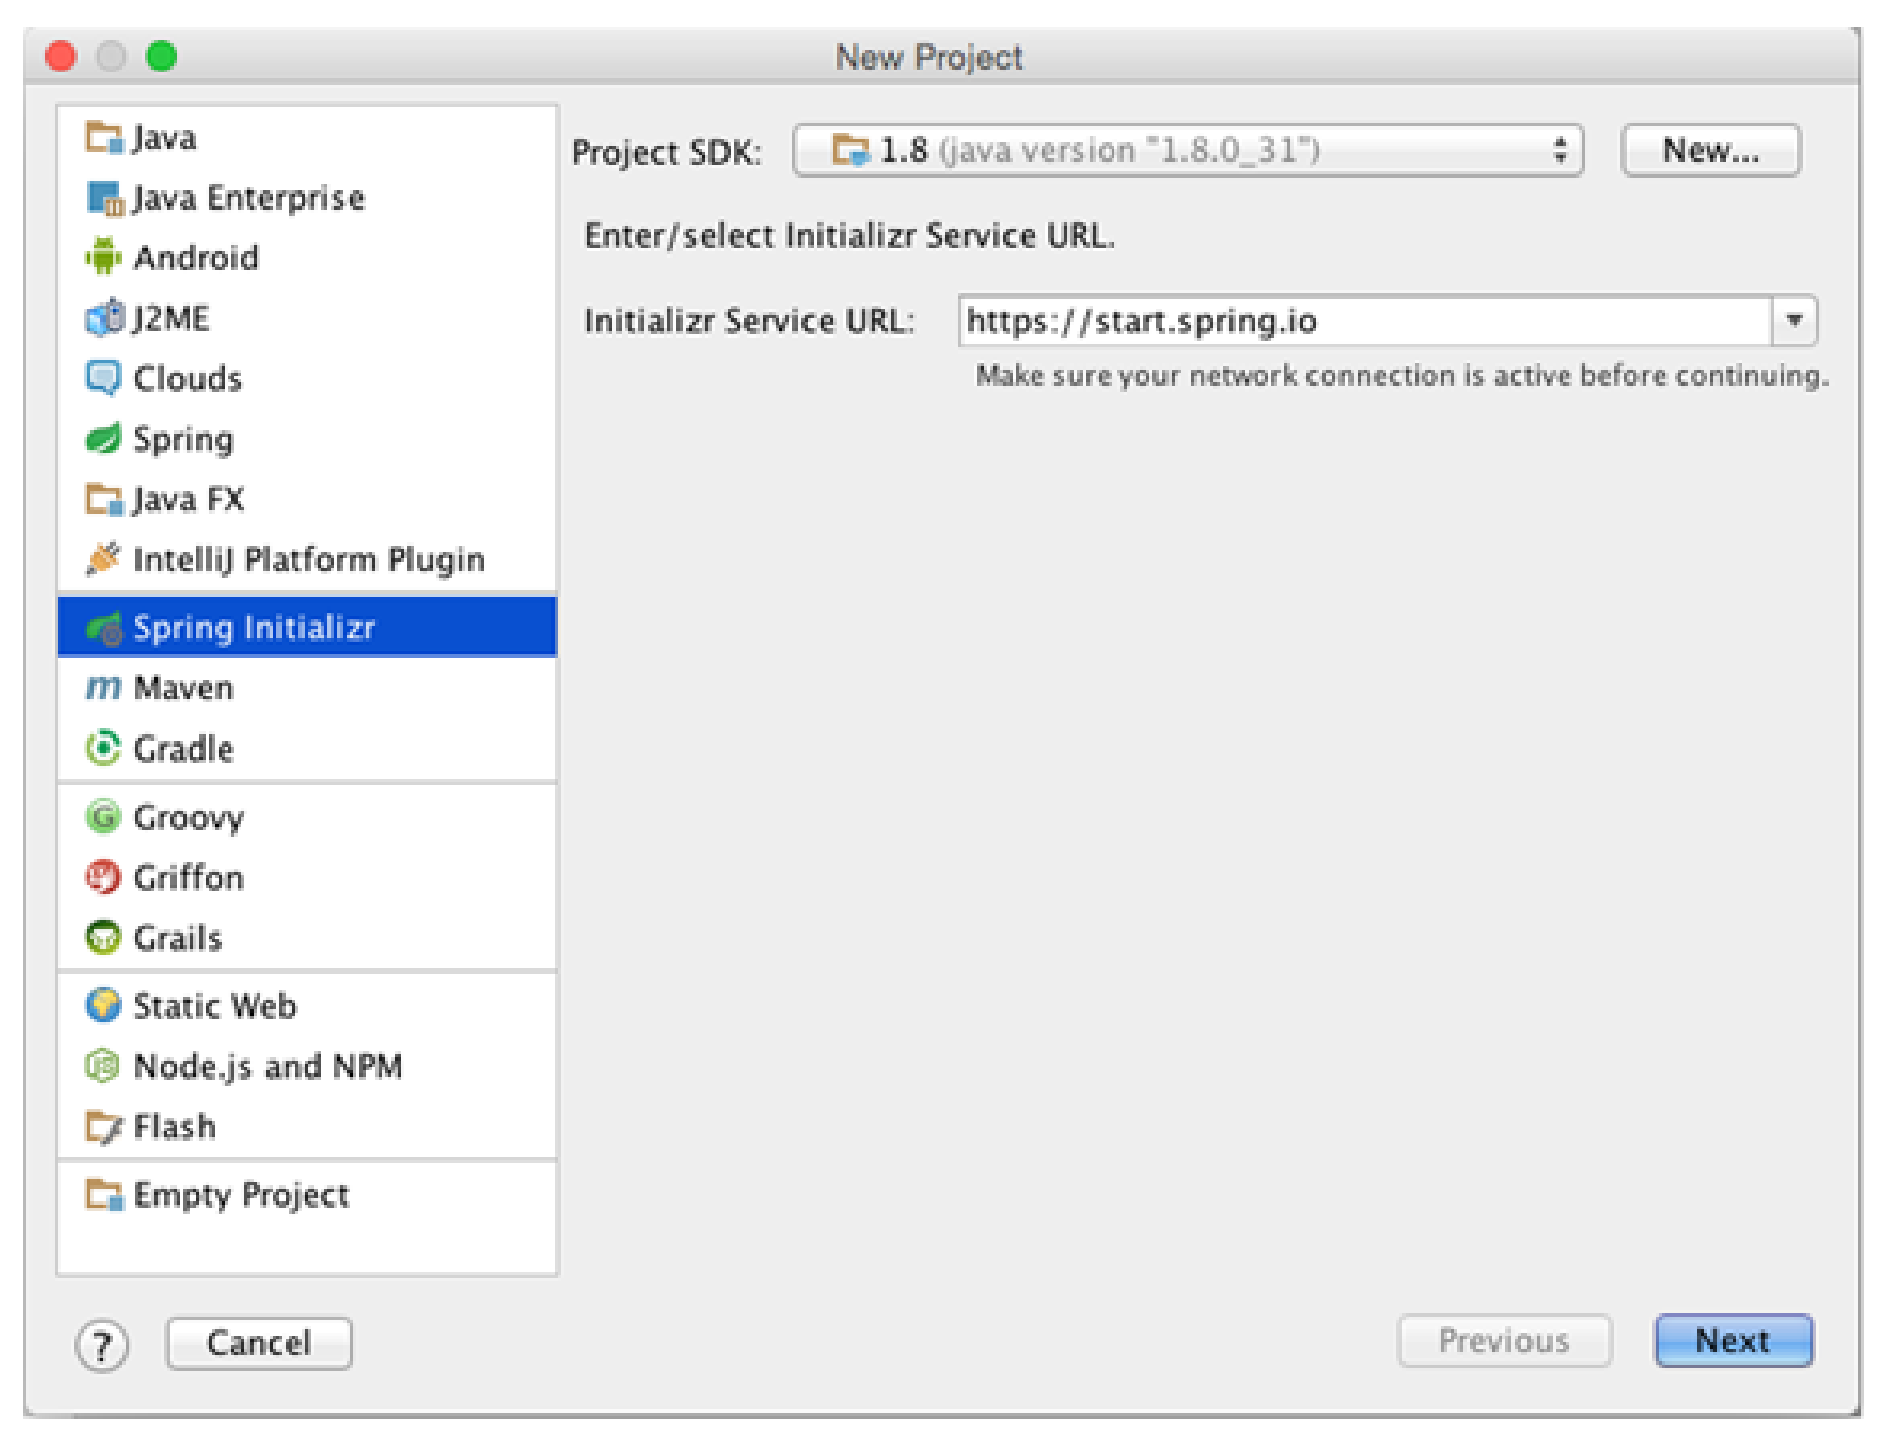 New Project
Java
Java Enterprise
Android
J2ME
Clouds
Spring
Java FX
IntelliJ Platform Plugin
Spring Initializr
Maven
Gradle
Groovy
Griffon
Grails
Static Web
Node.js and NPM
Flash
Empty Project
Project SDK: 1.8 (java version "1.8.0_31") New...
Enter/select Initializr Service URL.
Initializr Service URL: https://start.spring.io
Make sure your network connection is active before continuing.
? Cancel Previous Next